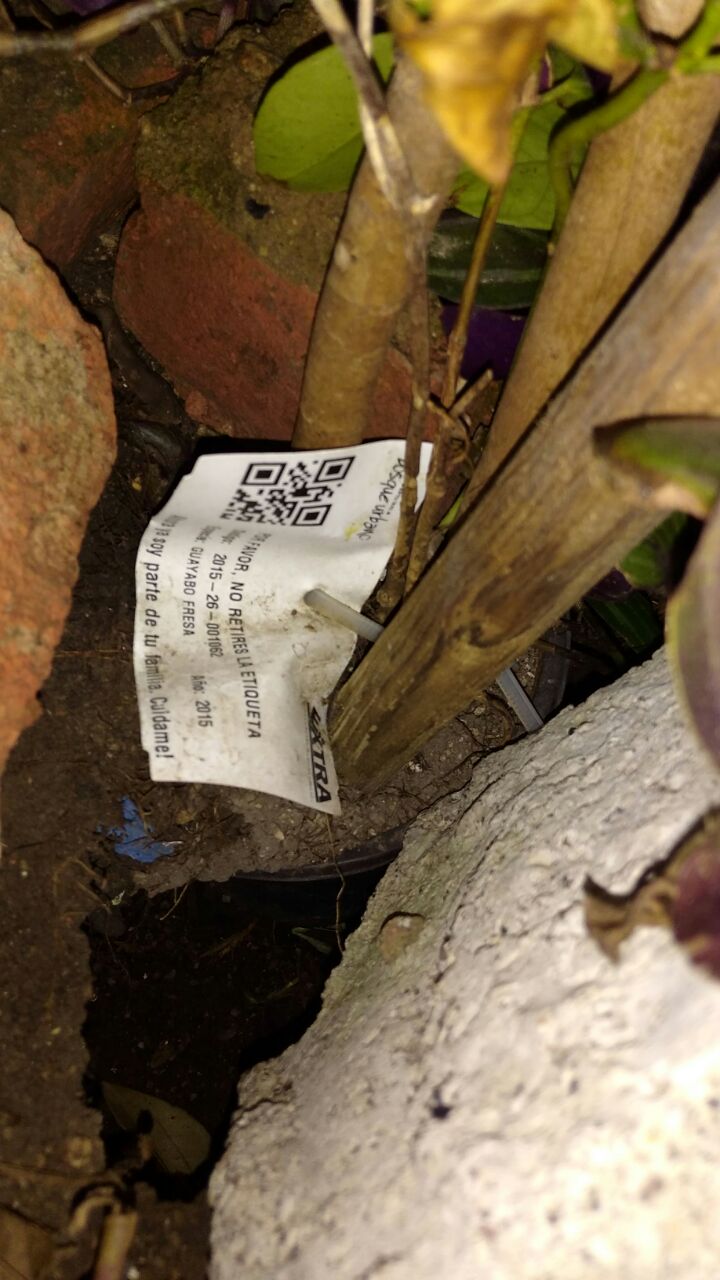 bosque urbano
EXTRA
POR FAVOR, NO RETIRES LA ETIQUETA
2015-26-001062
GUAYABO FRESA
Año: 2015
ya soy parte de tu familia. Cuídame!